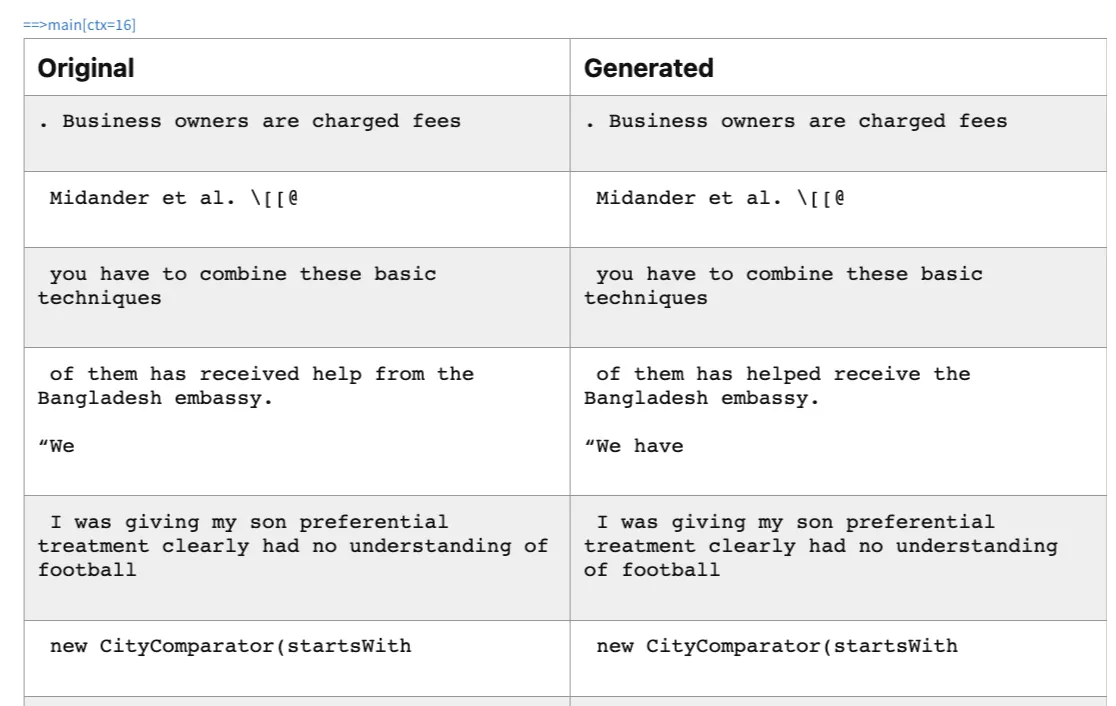 ==>main[ctx=16]
Original Generated
. Business owners are charged fees . Business owners are charged fees
Midander et al. \[[@ Midander et al. \[[@
you have to combine these basic
techniques
you have to combine these basic
techniques
of them has received help from the
Bangladesh embassy.
“We
of them has helped receive the
Bangladesh embassy.
“We have
I was giving my son preferential
treatment clearly had no understanding of
football
I was giving my son preferential
treatment clearly had no understanding
of football
new CityComparator(startsWith new CityComparator(startsWith